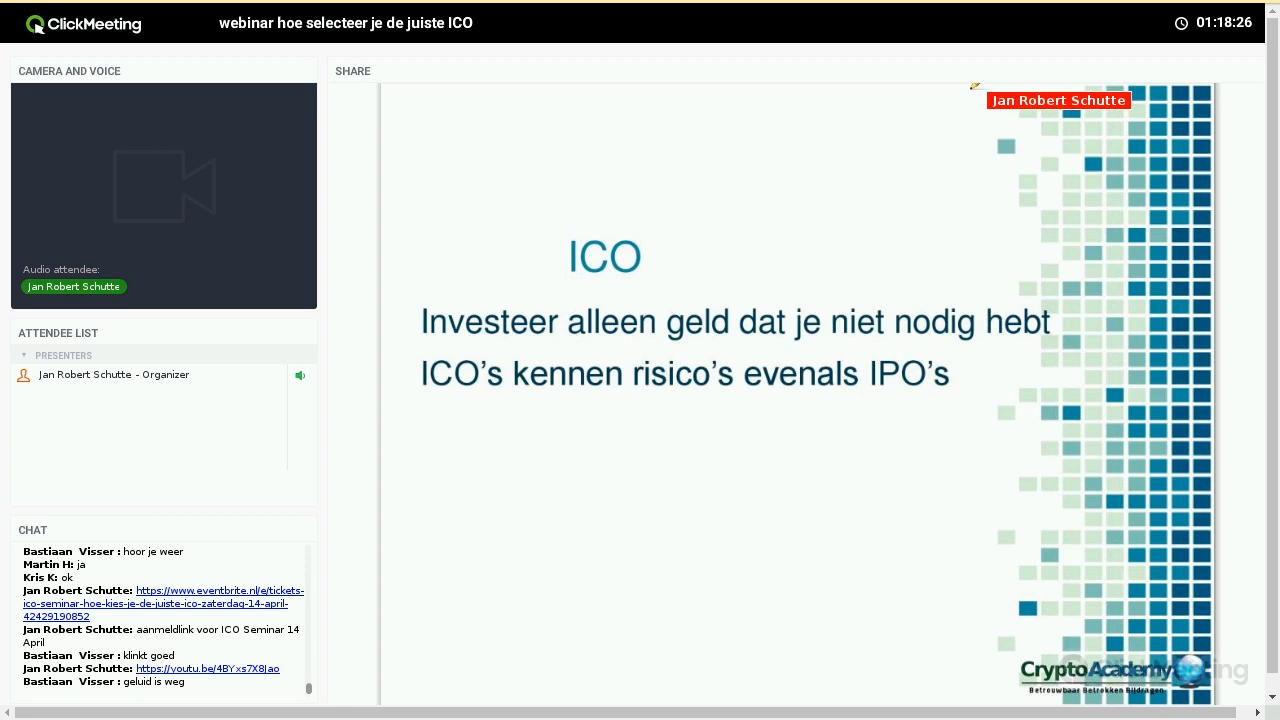 ClickMeeting
webinar hoe selecteer je de juiste ICO
01:18:26
CAMERA AND VOICE
Audio attendee:
Jan Robert Schutte
ATTENDEE LIST
PRESENTERS
Jan Robert Schutte - Organizer
CHAT
Bastiaan Visser : hoor je weer
Martin H: ja
Kris K: ok
Jan Robert Schutte: https://www.eventbrite.nl/e/tickets-
ico-seminar-hoe-kies-je-de-juiste-ico-zaterdag-14-april-
42429190852
Jan Robert Schutte: aanmeldlink voor ICO Seminar 14
April
Bastiaan Visser : klinkt goed
Jan Robert Schutte: https://youtu.be/4BYxs7X8Jao
Bastiaan Visser : geluid is weg
SHARE
Jan Robert Schutte
ICO
Investeer alleen geld dat je niet nodig hebt
ICO's kennen risico's evenals IPO's
CryptoAcademy
Betrouwbaar Betrokken Bijdragen